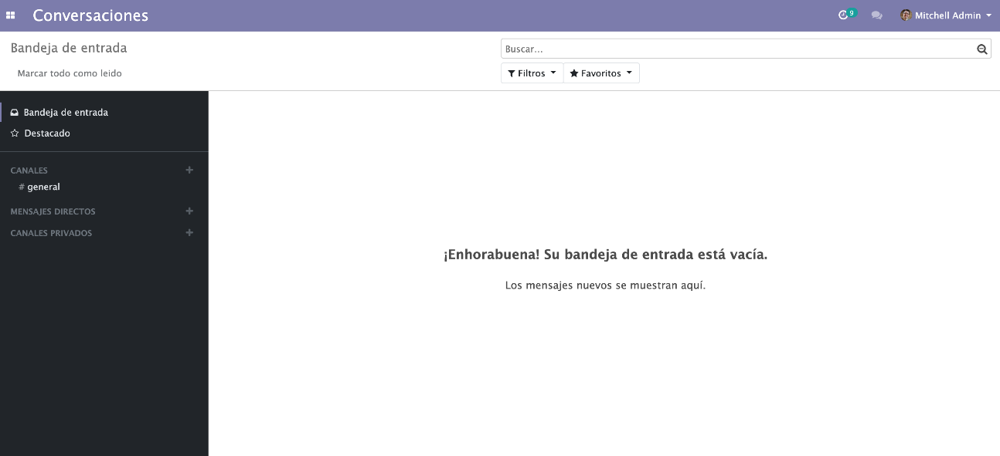 Conversaciones
9
Mitchell Admin
Bandeja de entrada
Buscar...
Marcar todo como leido
Filtros
Favoritos
Bandeja de entrada
Destacado
CANALES
# general
MENSAJES DIRECTOS
CANALES PRIVADOS
¡Enhorabuena! Su bandeja de entrada está vacía.
Los mensajes nuevos se muestran aquí.